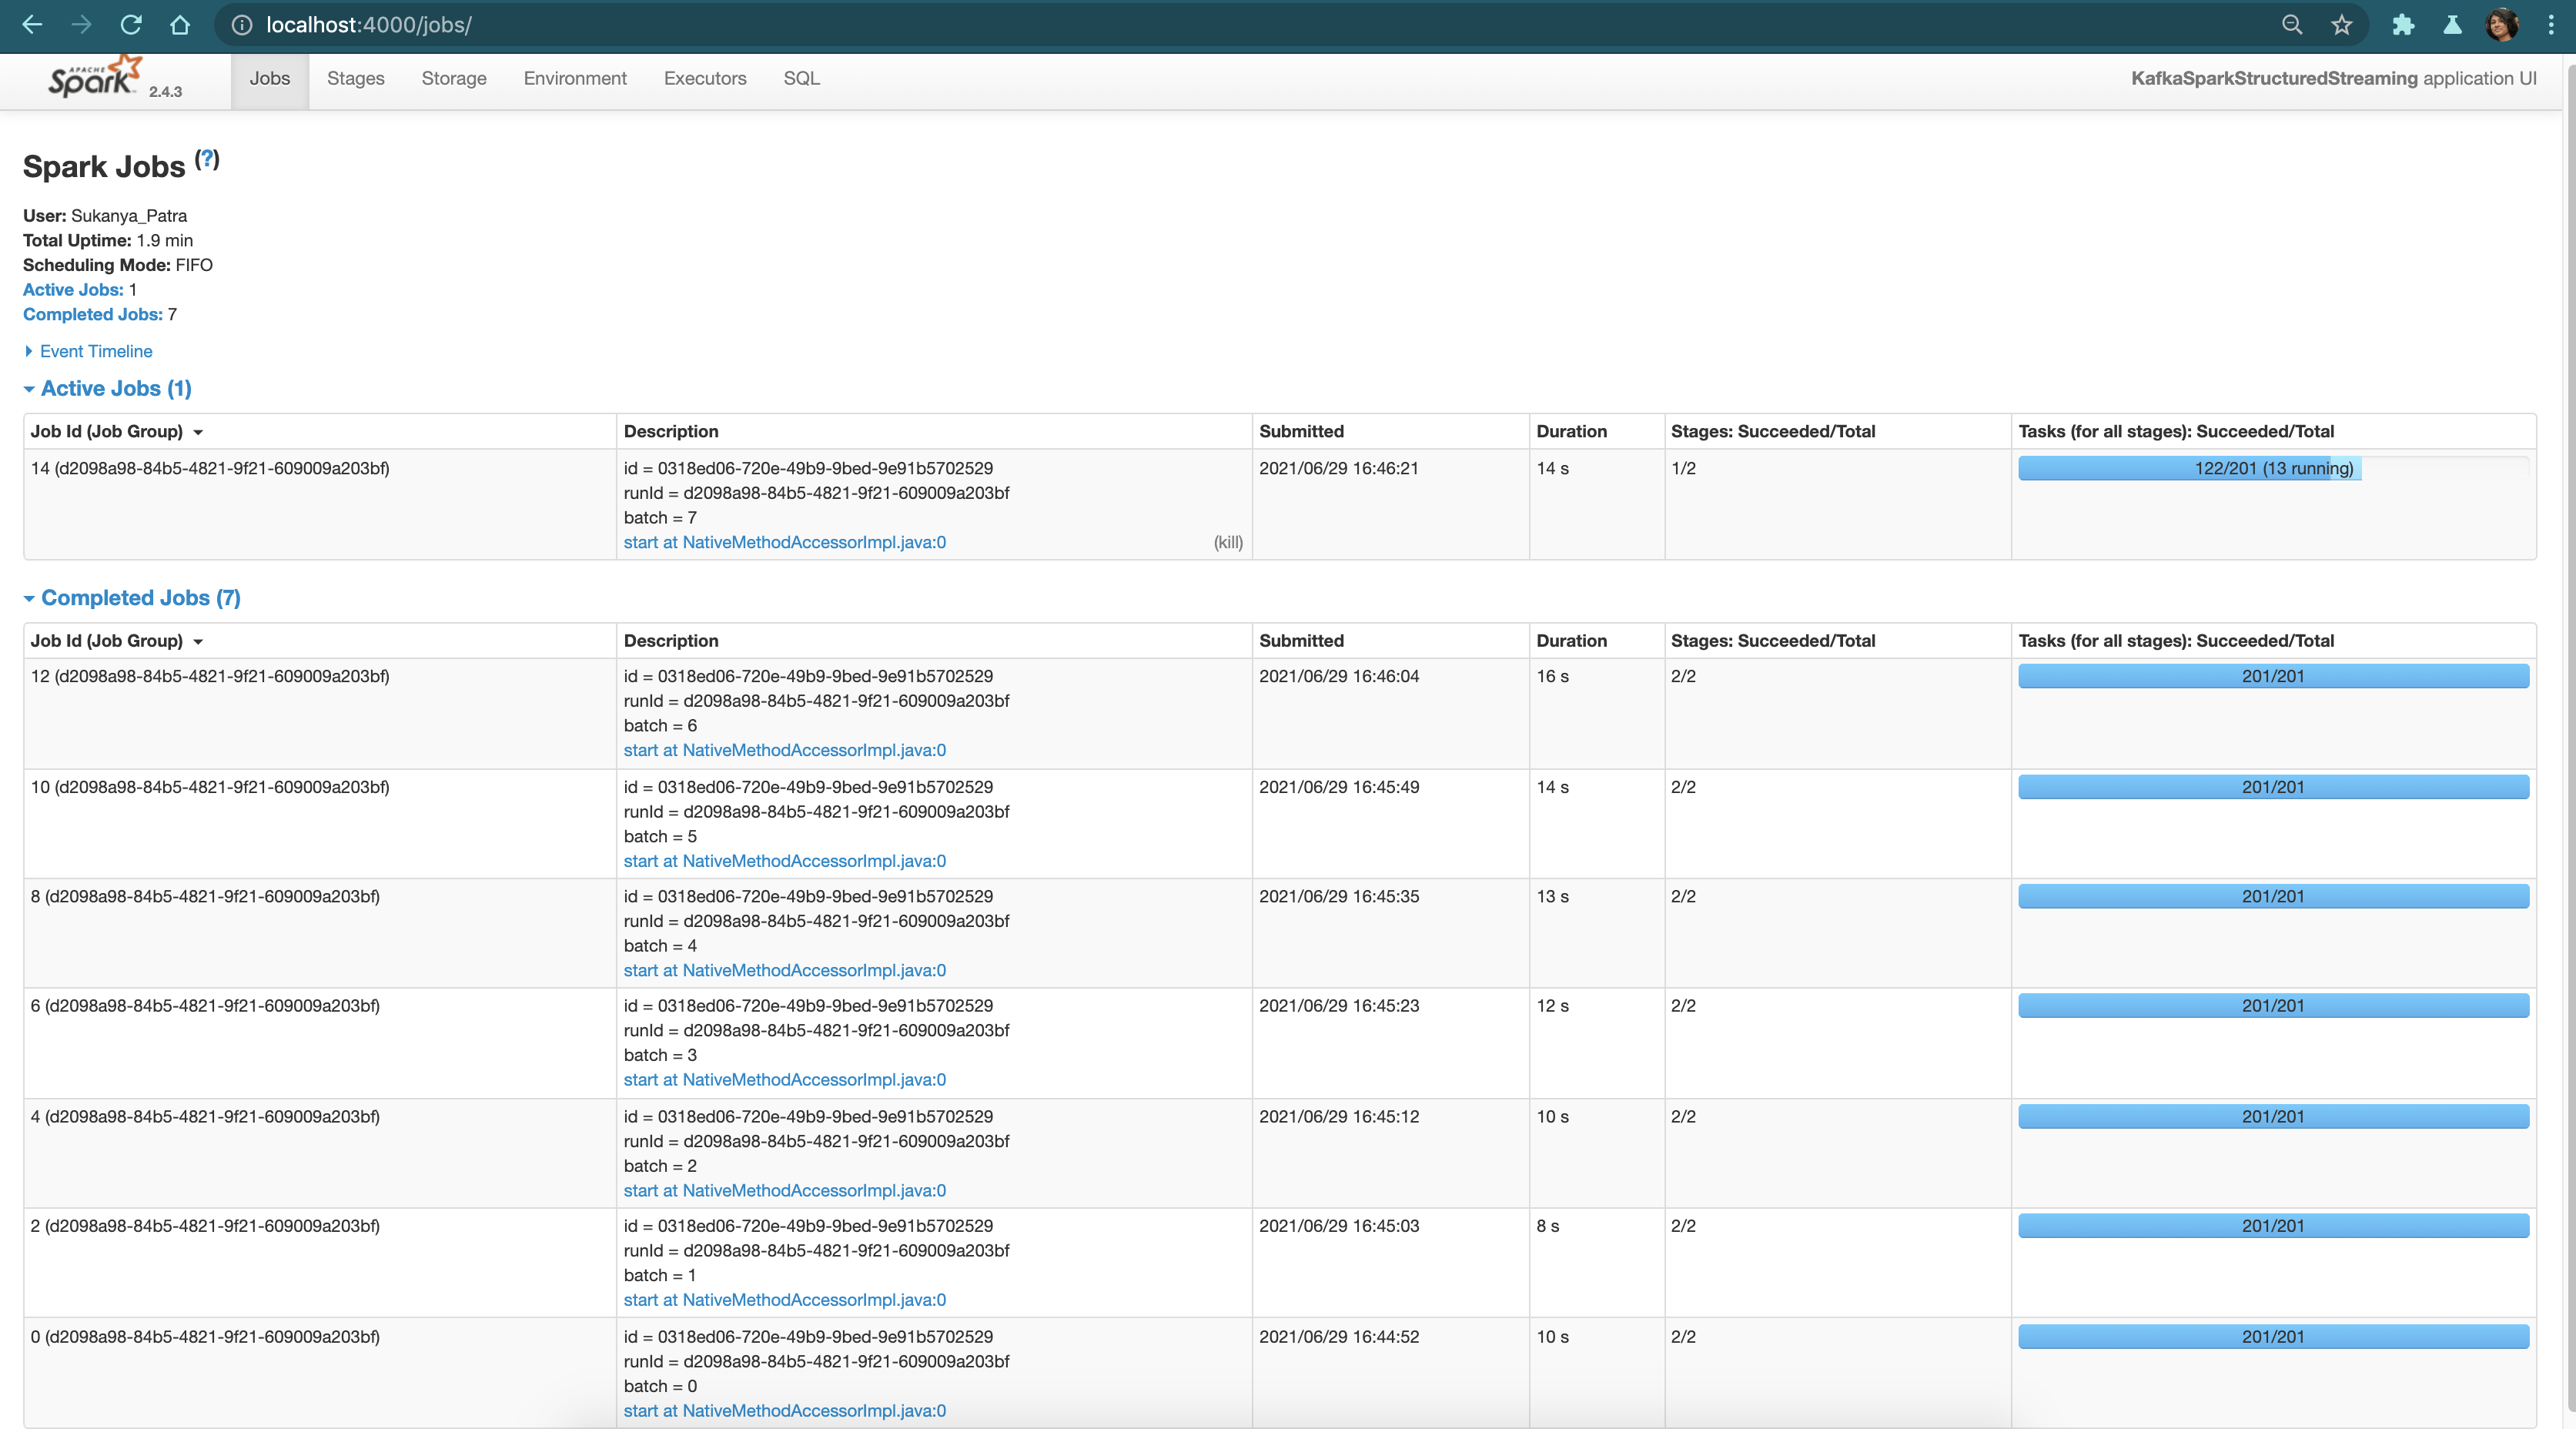 localhost:4000/jobs/
APACHE
Spark 2.4.3 Jobs Stages Storage Environment Executors SQL KafkaSparkStructuredStreaming application UI
Spark Jobs (?)
User: Sukanya_Patra
Total Uptime: 1.9 min
Scheduling Mode: FIFO
Active Jobs: 1
Completed Jobs: 7
Event Timeline
Active Jobs (1)
Job Id (Job Group) Description Submitted Duration Stages: Succeeded/Total Tasks (for all stages): Succeeded/Total
14 (d2098a98-84b5-4821-9f21-609009a203bf) id = 0318ed06-720e-49b9-9bed-9e91b5702529 2021/06/29 16:46:21 14 s 1/2 122/201 (13 running)
runId = d2098a98-84b5-4821-9f21-609009a203bf
batch = 7
start at NativeMethodAccessorImpl.java:0 (kill)
Completed Jobs (7)
Job Id (Job Group) Description Submitted Duration Stages: Succeeded/Total Tasks (for all stages): Succeeded/Total
12 (d2098a98-84b5-4821-9f21-609009a203bf) id = 0318ed06-720e-49b9-9bed-9e91b5702529 2021/06/29 16:46:04 16 s 2/2 201/201
runId = d2098a98-84b5-4821-9f21-609009a203bf
batch = 6
start at NativeMethodAccessorImpl.java:0
10 (d2098a98-84b5-4821-9f21-609009a203bf) id = 0318ed06-720e-49b9-9bed-9e91b5702529 2021/06/29 16:45:49 14 s 2/2 201/201
runId = d2098a98-84b5-4821-9f21-609009a203bf
batch = 5
start at NativeMethodAccessorImpl.java:0
8 (d2098a98-84b5-4821-9f21-609009a203bf) id = 0318ed06-720e-49b9-9bed-9e91b5702529 2021/06/29 16:45:35 13 s 2/2 201/201
runId = d2098a98-84b5-4821-9f21-609009a203bf
batch = 4
start at NativeMethodAccessorImpl.java:0
6 (d2098a98-84b5-4821-9f21-609009a203bf) id = 0318ed06-720e-49b9-9bed-9e91b5702529 2021/06/29 16:45:23 12 s 2/2 201/201
runId = d2098a98-84b5-4821-9f21-609009a203bf
batch = 3
start at NativeMethodAccessorImpl.java:0
4 (d2098a98-84b5-4821-9f21-609009a203bf) id = 0318ed06-720e-49b9-9bed-9e91b5702529 2021/06/29 16:45:12 10 s 2/2 201/201
runId = d2098a98-84b5-4821-9f21-609009a203bf
batch = 2
start at NativeMethodAccessorImpl.java:0
2 (d2098a98-84b5-4821-9f21-609009a203bf) id = 0318ed06-720e-49b9-9bed-9e91b5702529 2021/06/29 16:45:03 8 s 2/2 201/201
runId = d2098a98-84b5-4821-9f21-609009a203bf
batch = 1
start at NativeMethodAccessorImpl.java:0
0 (d2098a98-84b5-4821-9f21-609009a203bf) id = 0318ed06-720e-49b9-9bed-9e91b5702529 2021/06/29 16:44:52 10 s 2/2 201/201
runId = d2098a98-84b5-4821-9f21-609009a203bf
batch = 0
start at NativeMethodAccessorImpl.java:0